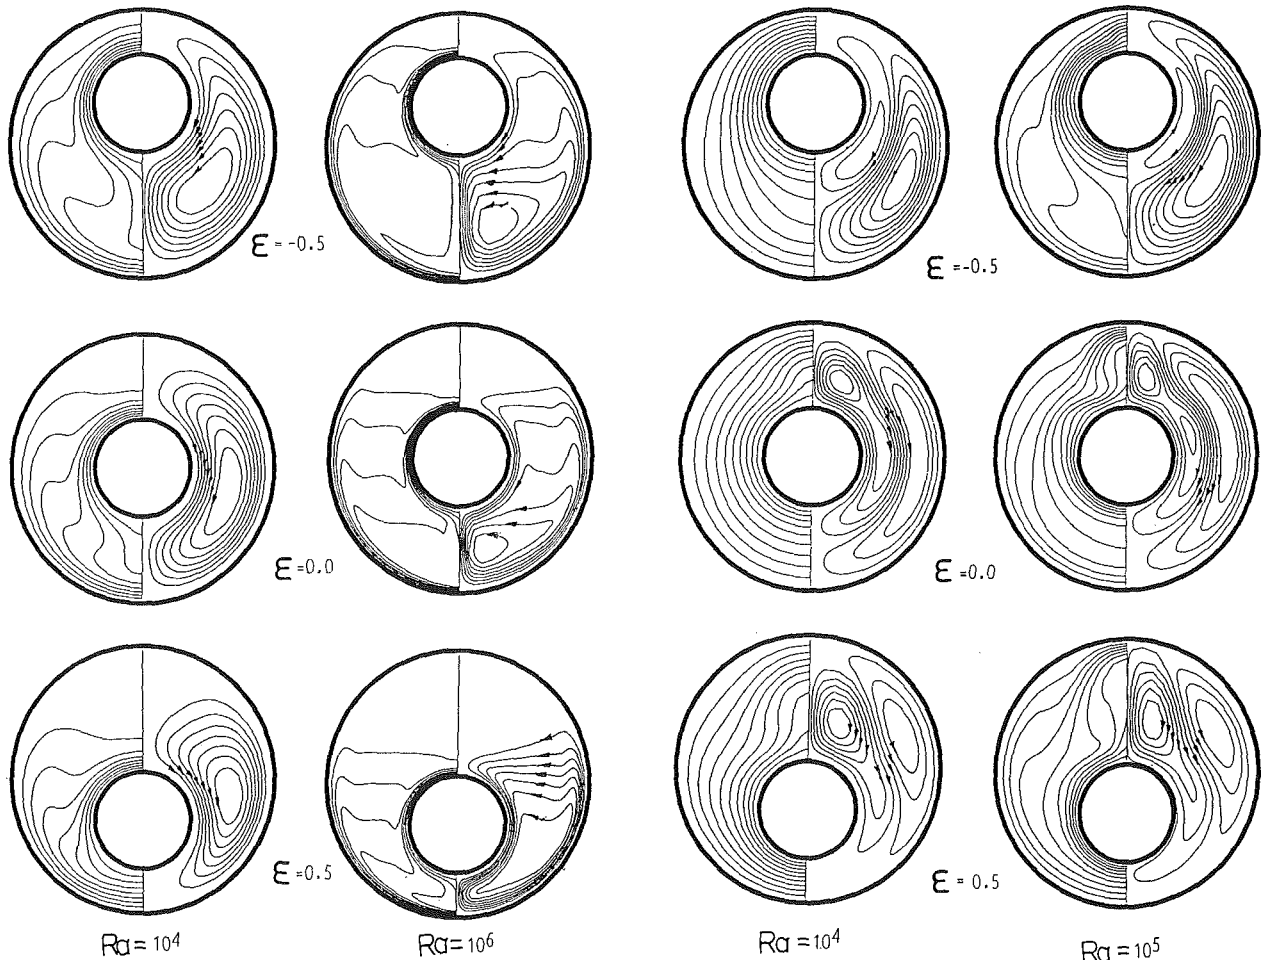 ε = -0.5
ε = -0.5
ε =0.0
ε =0.0
ε =0.5
ε = 0.5
Ra = 10⁴
Ra = 10⁶
Ra = 10⁴
Ra = 10⁵